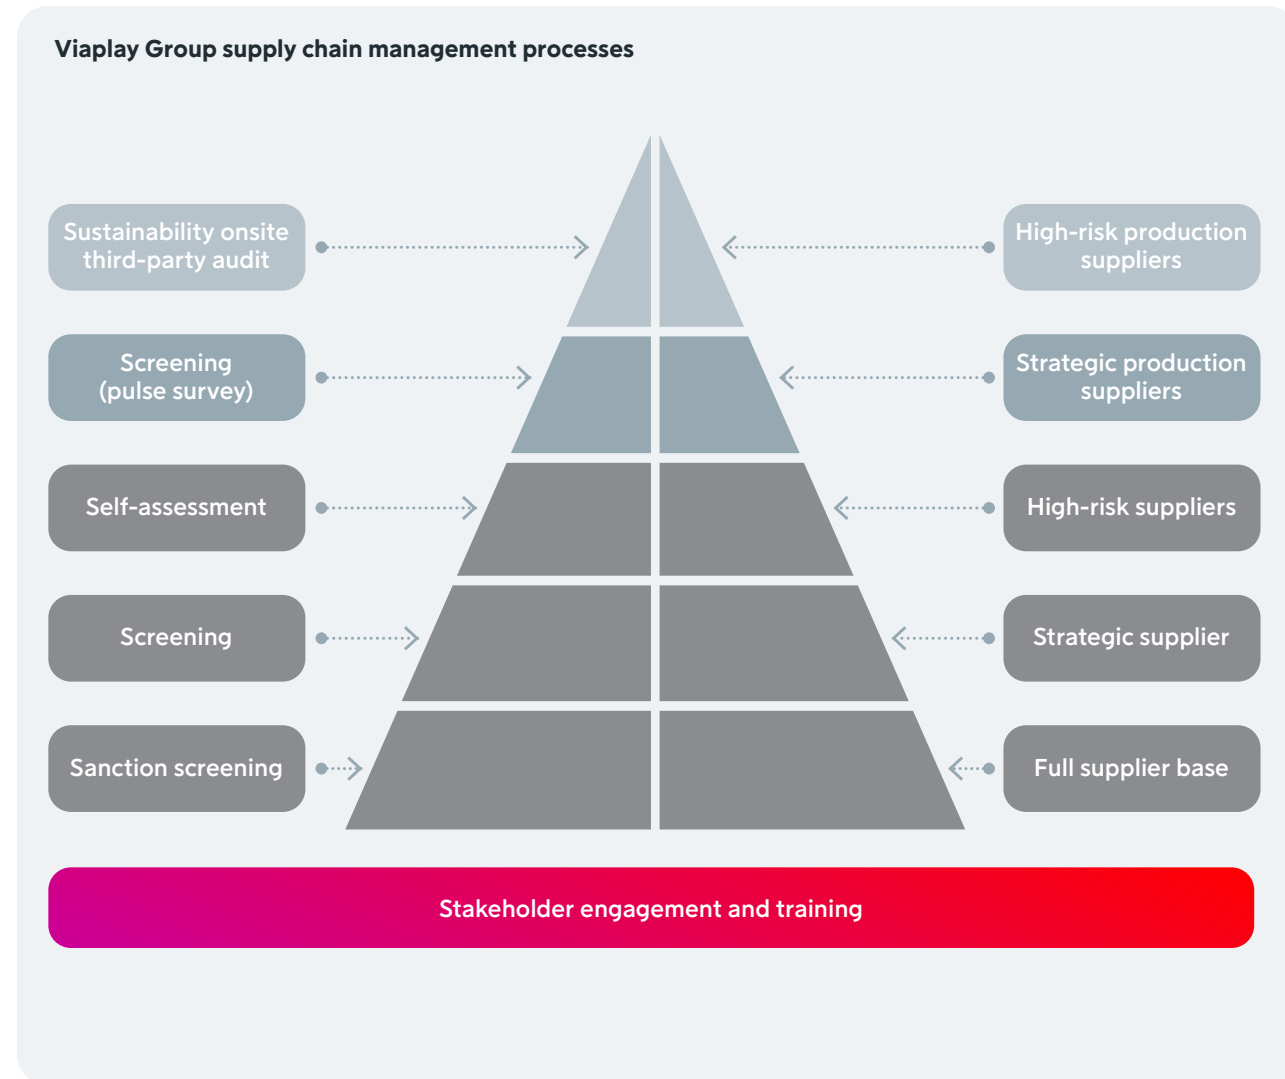 Viaplay Group supply chain management processes
Sustainability onsite
third-party audit
High-risk production
suppliers
Screening
(pulse survey)
Strategic production
suppliers
Self-assessment
High-risk suppliers
Screening
Strategic supplier
Sanction screening
Full supplier base
Stakeholder engagement and training